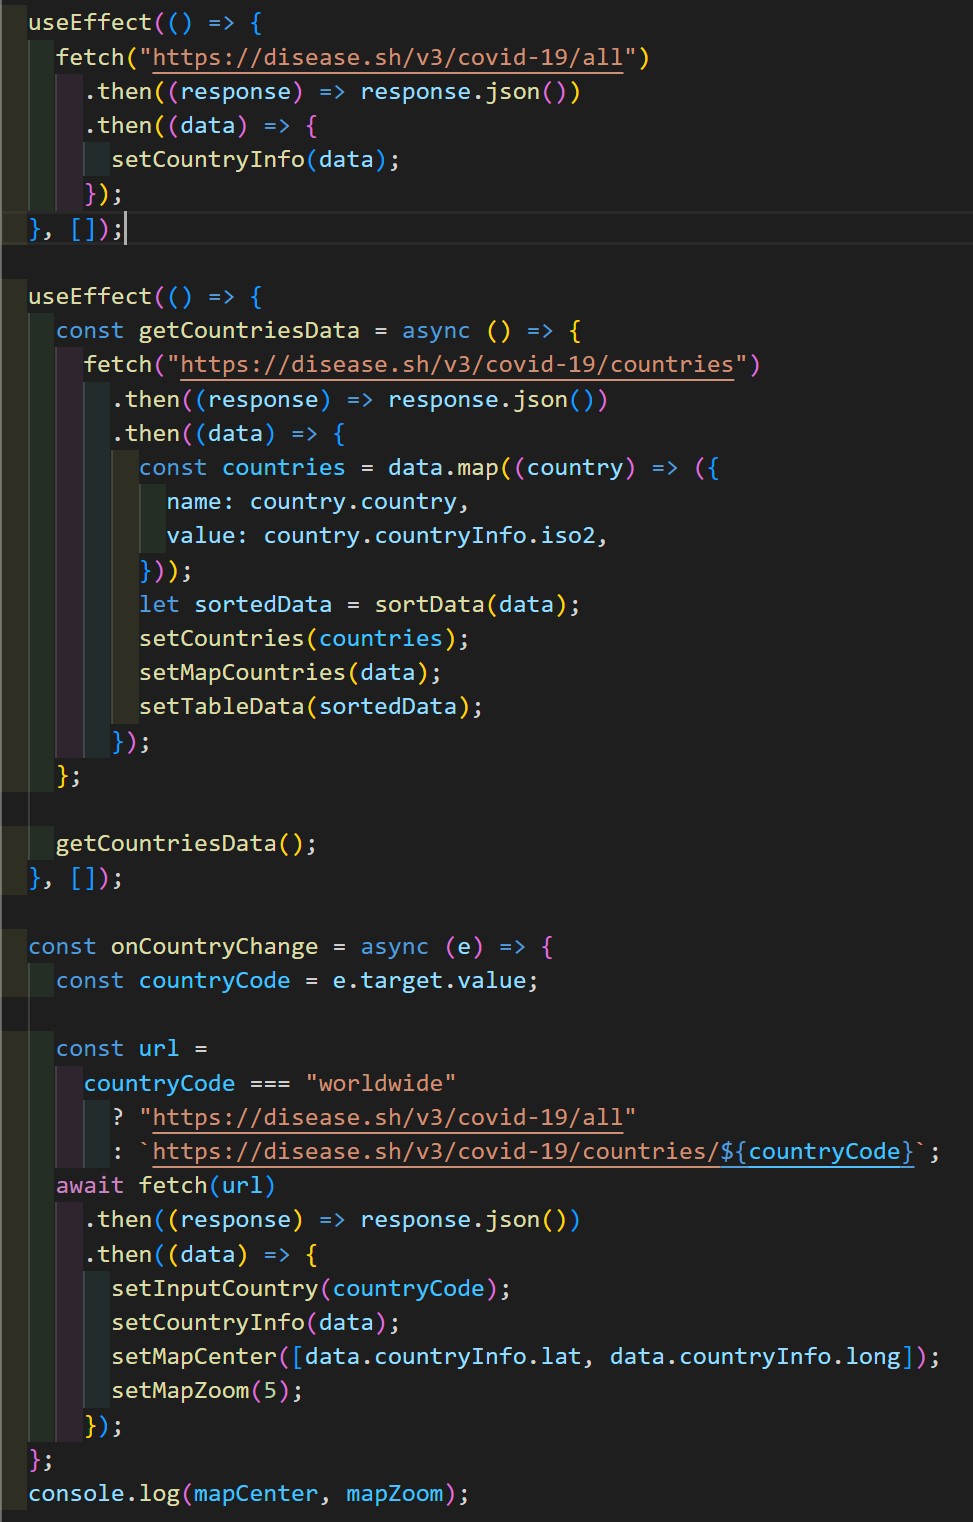 useEffect(() => {
  fetch("https://disease.sh/v3/covid-19/all")
    .then((response) => response.json())
    .then((data) => {
      setCountryInfo(data);
    });
}, []);

useEffect(() => {
  const getCountriesData = async () => {
    fetch("https://disease.sh/v3/covid-19/countries")
      .then((response) => response.json())
      .then((data) => {
        const countries = data.map((country) => ({
          name: country.country,
          value: country.countryInfo.iso2,
        }));
        let sortedData = sortData(data);
        setCountries(countries);
        setMapCountries(data);
        setTableData(sortedData);
      });
  };

  getCountriesData();
}, []);

const onCountryChange = async (e) => {
  const countryCode = e.target.value;

  const url =
    countryCode === "worldwide"
      ? "https://disease.sh/v3/covid-19/all"
      : `https://disease.sh/v3/covid-19/countries/${countryCode}`;
  await fetch(url)
    .then((response) => response.json())
    .then((data) => {
      setInputCountry(countryCode);
      setCountryInfo(data);
      setMapCenter([data.countryInfo.lat, data.countryInfo.long]);
      setMapZoom(5);
    });
};
console.log(mapCenter, mapZoom);